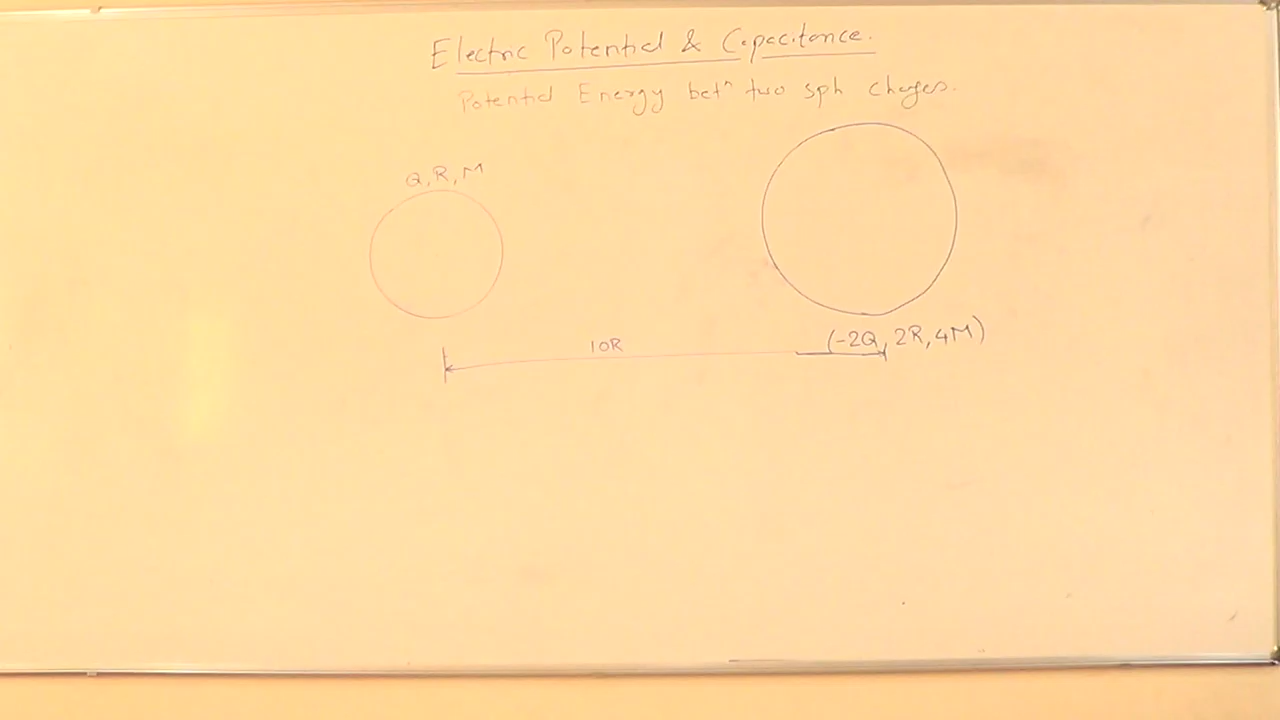 Electric Potential & Capacitance.
Potential Energy betⁿ two sph charges.
Q, R, M
10R
(-2Q, 2R, 4M)